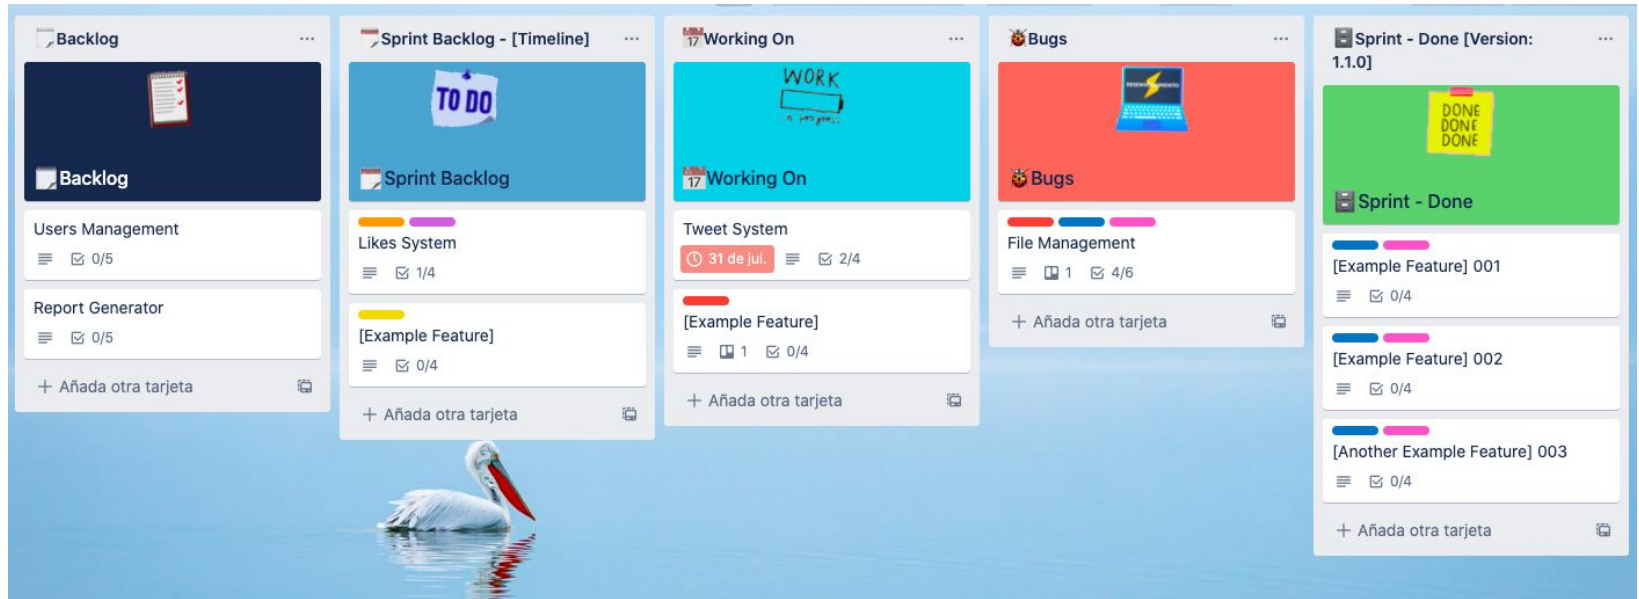 Backlog
Backlog
Users Management
0/5
Report Generator
0/5
+ Añada otra tarjeta
Sprint Backlog - [Timeline]
TO DO
Sprint Backlog
Likes System
1/4
[Example Feature]
0/4
+ Añada otra tarjeta
17 Working On
WORK
in progress
17 Working On
Tweet System
31 de jul. 2/4
[Example Feature]
1 0/4
+ Añada otra tarjeta
Bugs
Bugs
File Management
1 4/6
+ Añada otra tarjeta
Sprint - Done [Version:
1.1.0]
DONE
DONE
DONE
Sprint - Done
[Example Feature] 001
0/4
[Example Feature] 002
0/4
[Another Example Feature] 003
0/4
+ Añada otra tarjeta